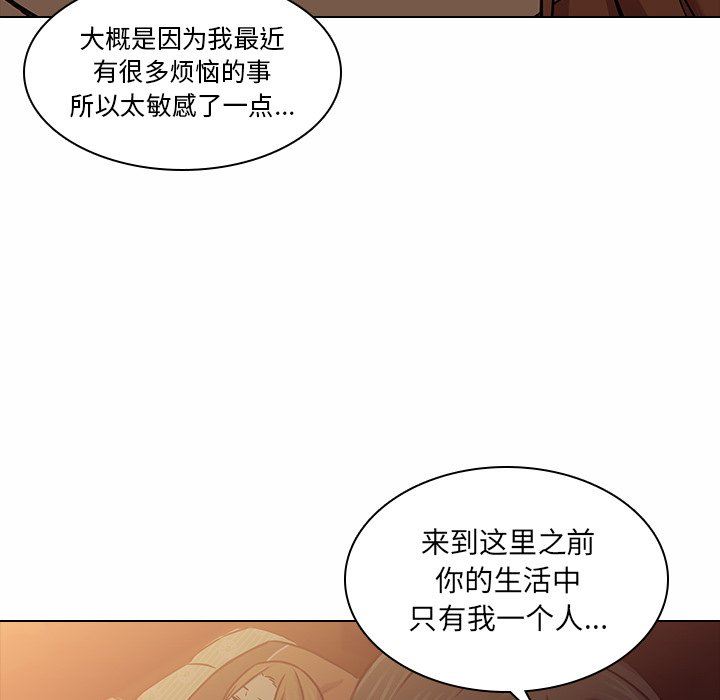 大概是因为我最近
有很多烦恼的事
所以太敏感了一点...
来到这里之前
你的生活中
只有我一个人...